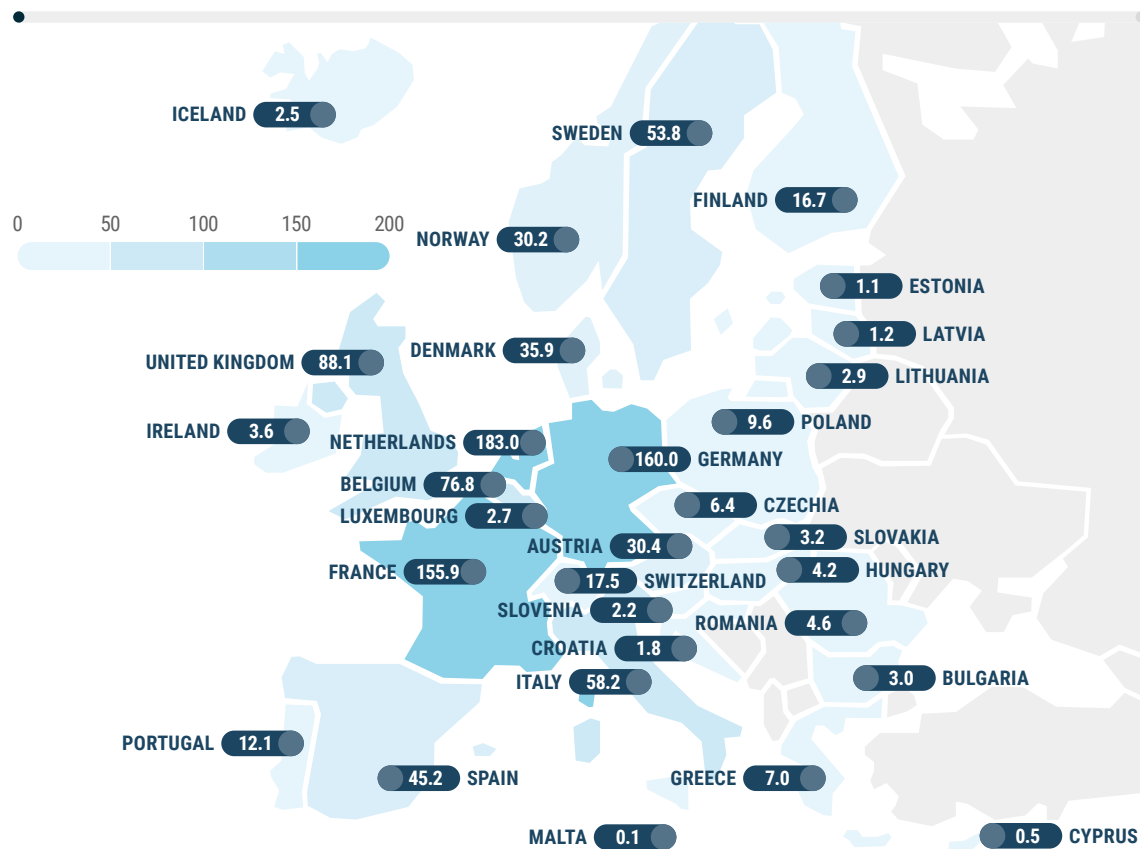 ICELAND 2.5
SWEDEN 53.8
FINLAND 16.7
0 50 100 150 200
NORWAY 30.2
1.1 ESTONIA
1.2 LATVIA
DENMARK 35.9
UNITED KINGDOM 88.1
2.9 LITHUANIA
9.6 POLAND
IRELAND 3.6
NETHERLANDS 183.0
160.0 GERMANY
BELGIUM 76.8
6.4 CZECHIA
LUXEMBOURG 2.7
3.2 SLOVAKIA
AUSTRIA 30.4
FRANCE 155.9
4.2 HUNGARY
17.5 SWITZERLAND
SLOVENIA 2.2
ROMANIA 4.6
CROATIA 1.8
3.0 BULGARIA
ITALY 58.2
PORTUGAL 12.1
45.2 SPAIN
GREECE 7.0
MALTA 0.1
0.5 CYPRUS